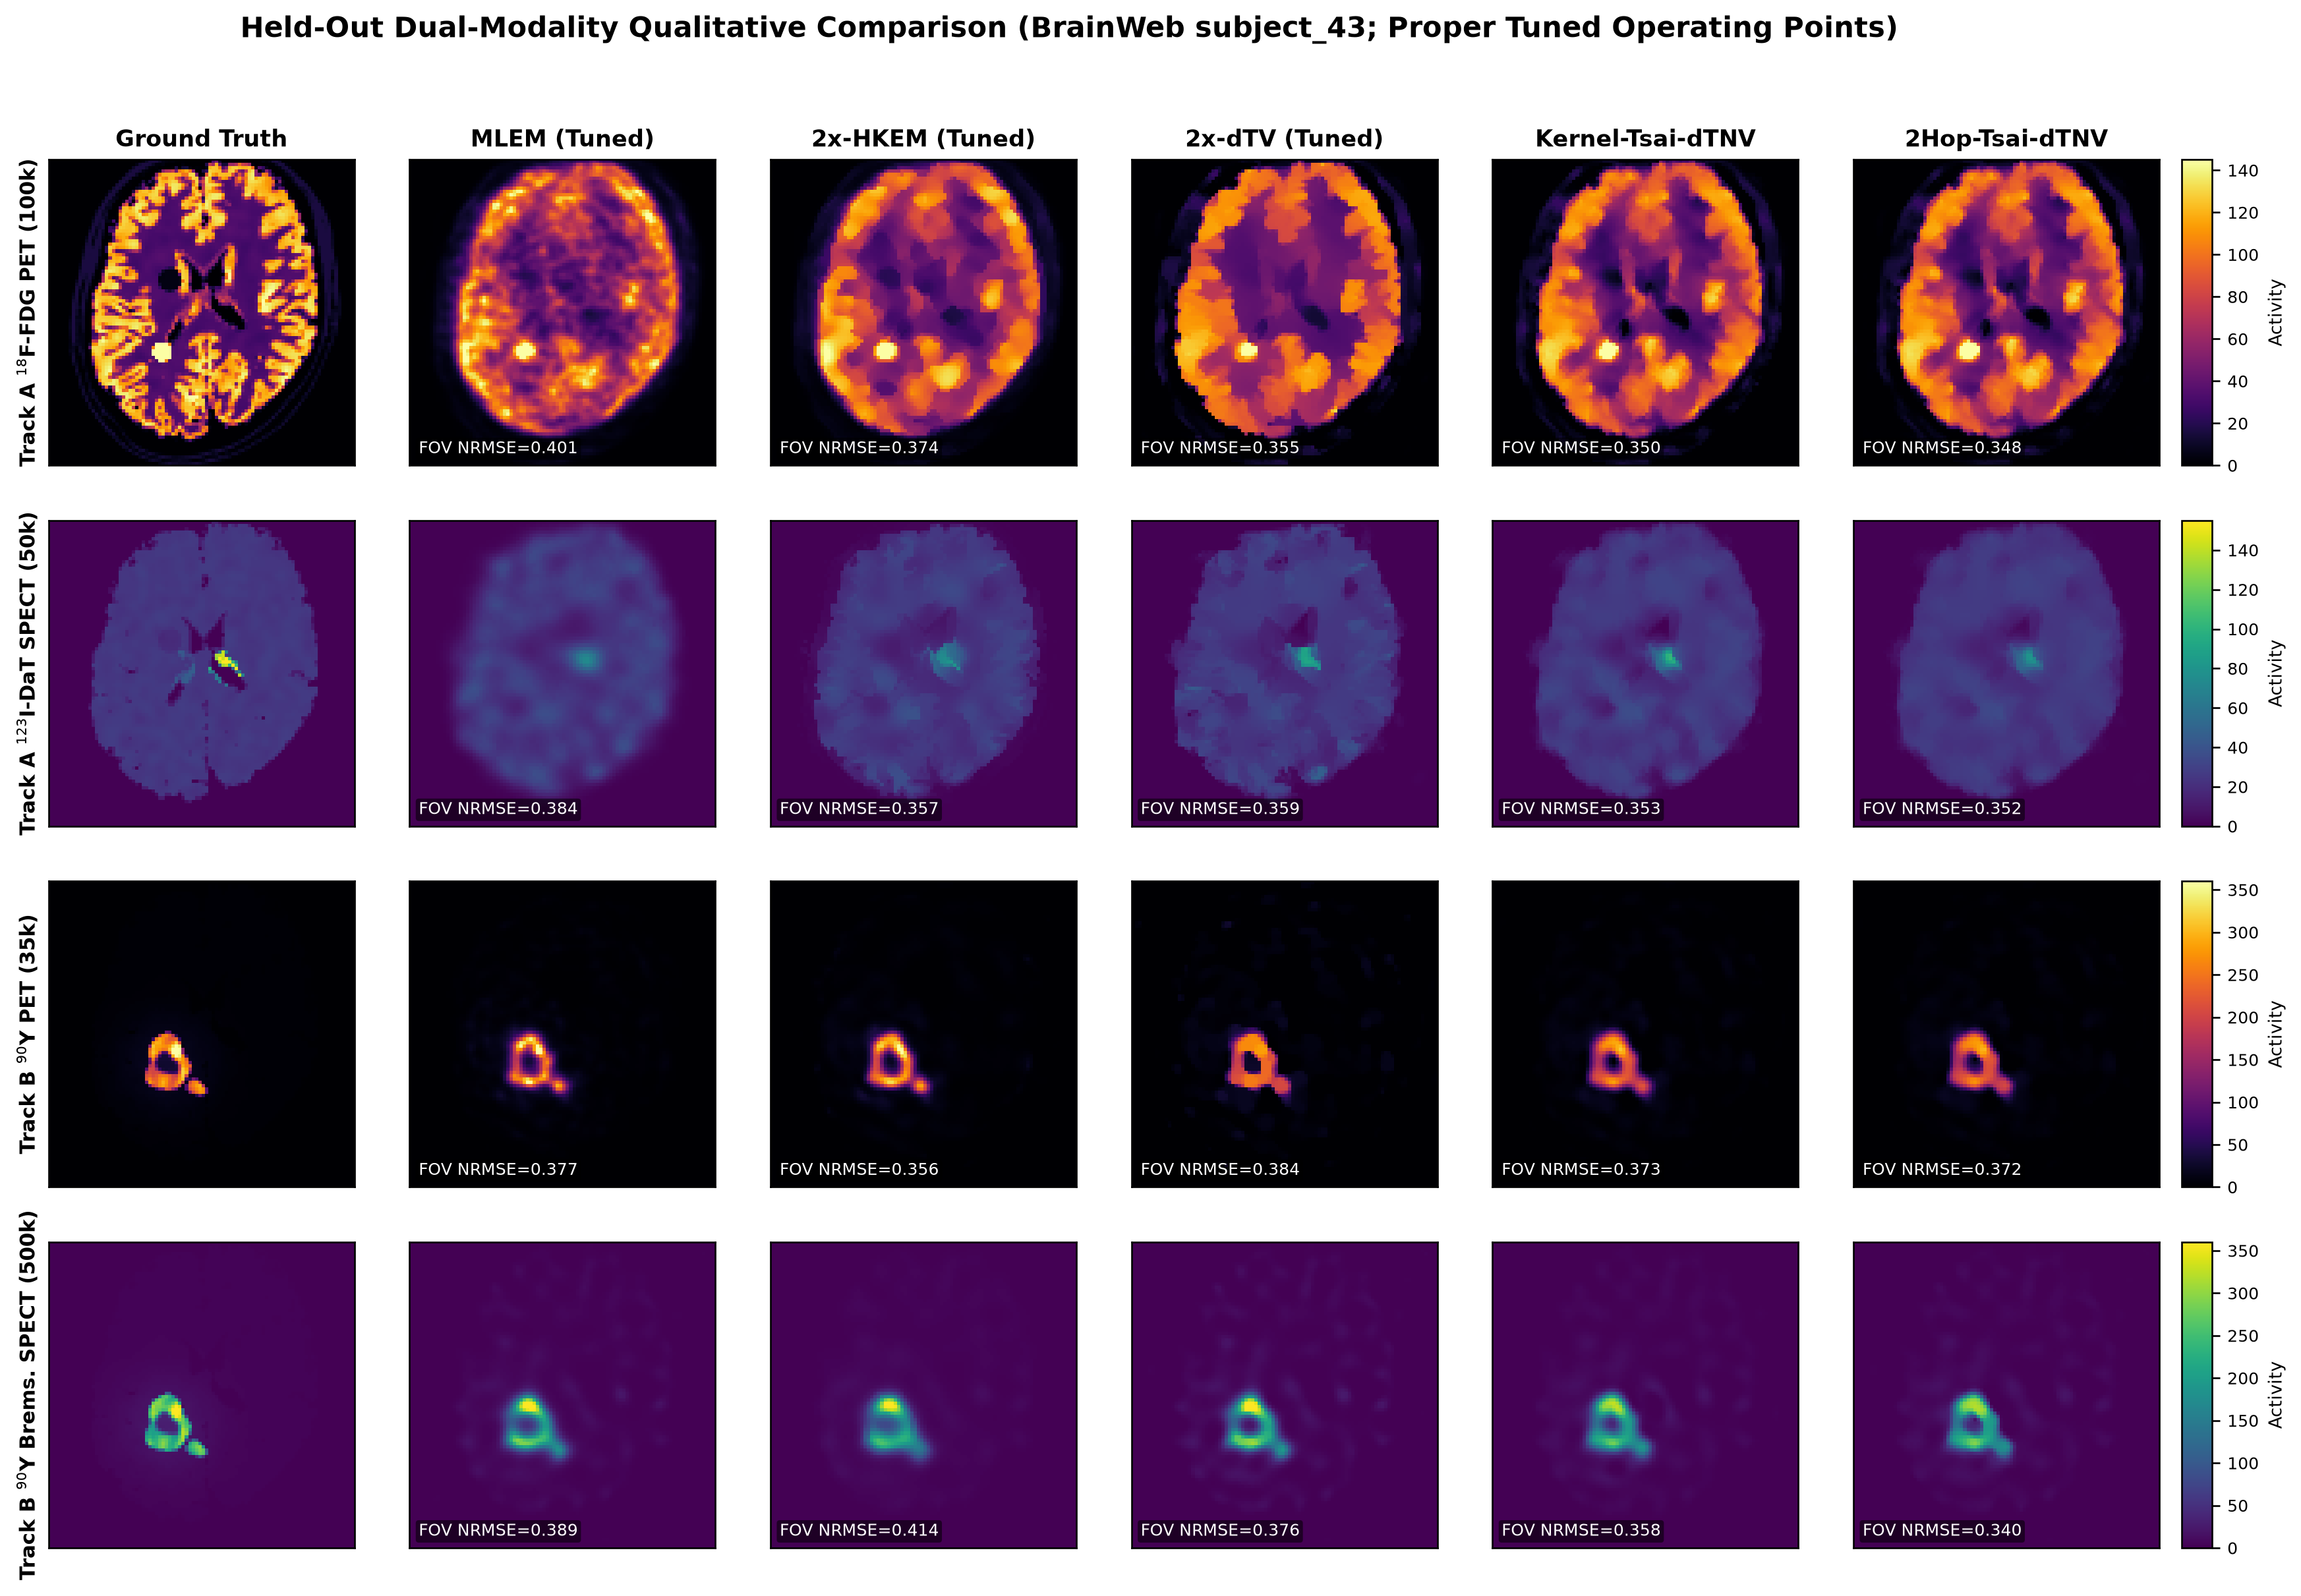 Held-Out Dual-Modality Qualitative Comparison (BrainWeb subject_43; Proper Tuned Operating Points)
Ground Truth
MLEM (Tuned)
2x-HKEM (Tuned)
2x-dTV (Tuned)
Kernel-Tsai-dTNV
2Hop-Tsai-dTNV
Track A ¹⁸F-FDG PET (100k)
FOV NRMSE=0.401
FOV NRMSE=0.374
FOV NRMSE=0.355
FOV NRMSE=0.350
FOV NRMSE=0.348
140
120
100
80
60
40
20
0
Activity
Track A ¹²³I-DaT SPECT (50k)
FOV NRMSE=0.384
FOV NRMSE=0.357
FOV NRMSE=0.359
FOV NRMSE=0.353
FOV NRMSE=0.352
140
120
100
80
60
40
20
0
Activity
Track B ⁹⁰Y PET (35k)
FOV NRMSE=0.377
FOV NRMSE=0.356
FOV NRMSE=0.384
FOV NRMSE=0.373
FOV NRMSE=0.372
350
300
250
200
150
100
50
0
Activity
Track B ⁹⁰Y Brems. SPECT (500k)
FOV NRMSE=0.389
FOV NRMSE=0.414
FOV NRMSE=0.376
FOV NRMSE=0.358
FOV NRMSE=0.340
350
300
250
200
150
100
50
0
Activity